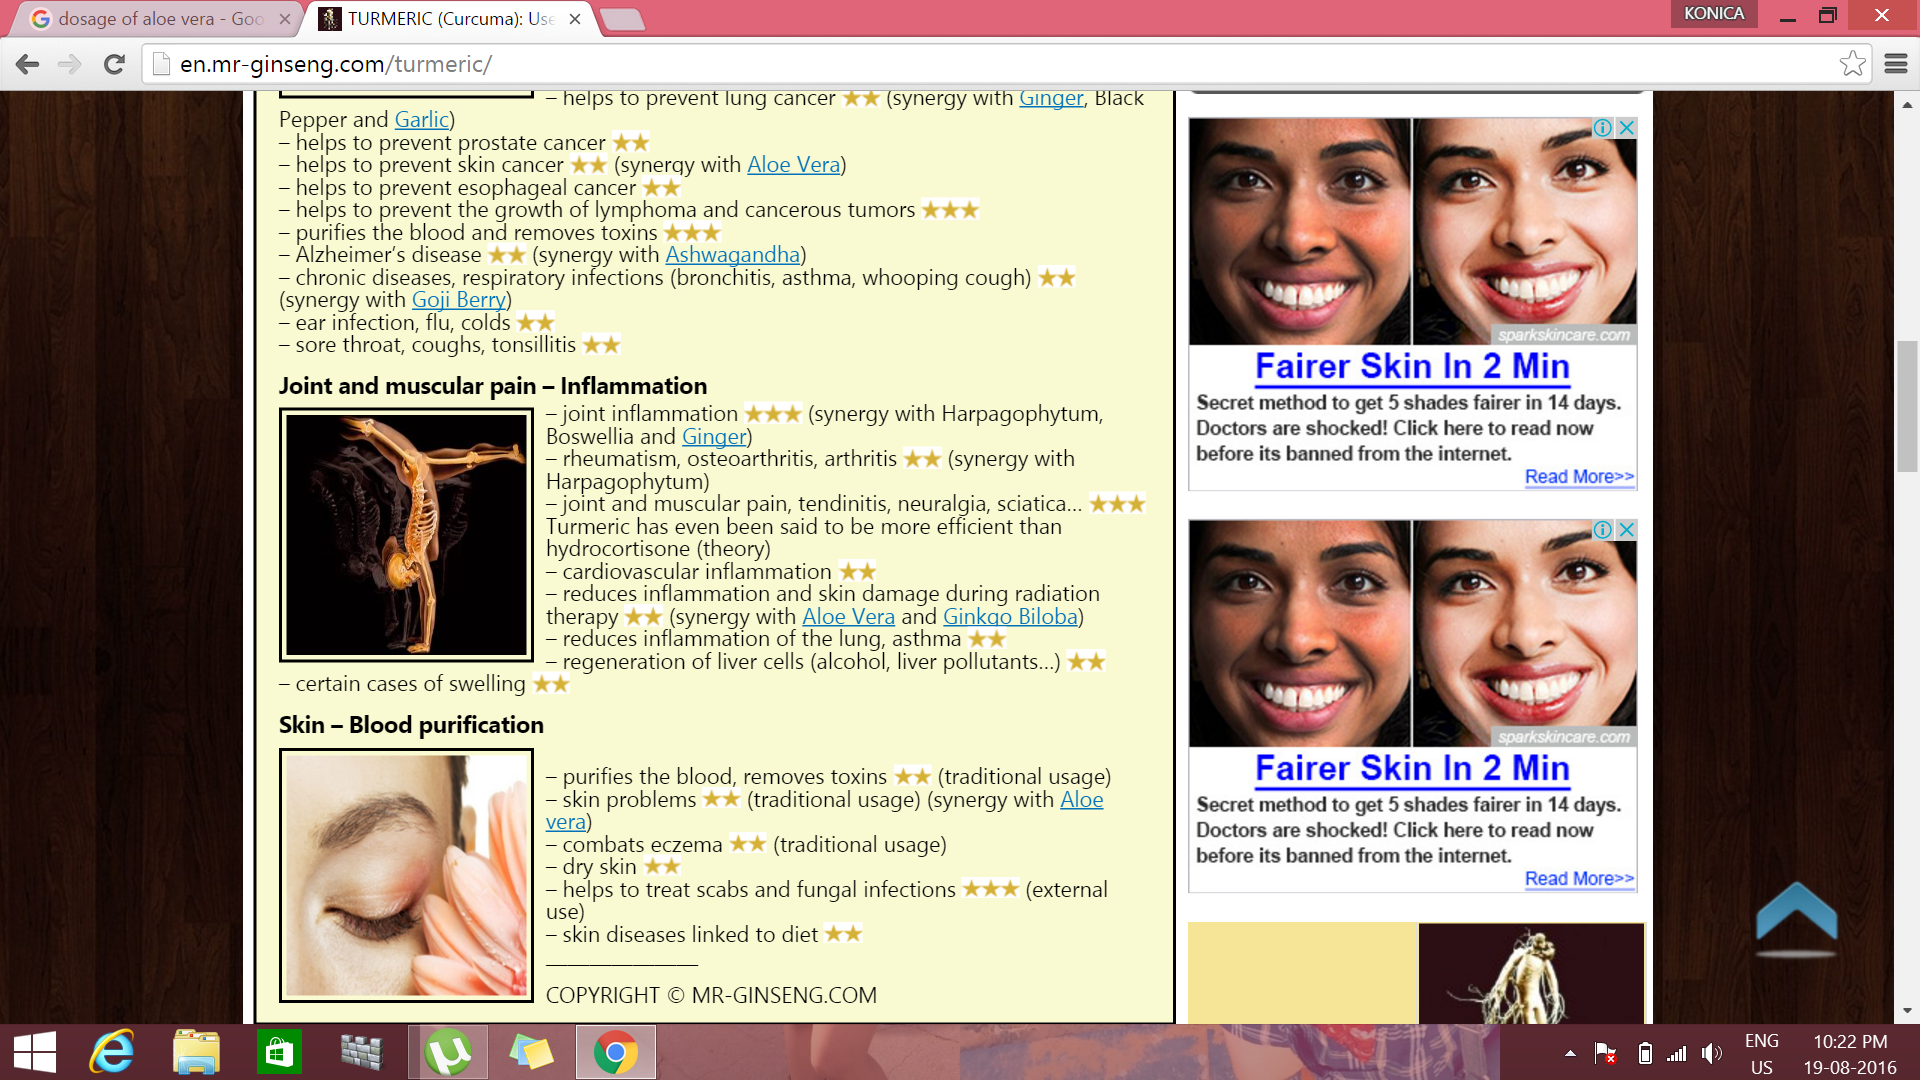 dosage of aloe vera - Goo
TURMERIC (Curcuma): Use
KONICA
en.mr-ginseng.com/turmeric/
– helps to prevent lung cancer ★★ (synergy with Ginger, Black
Pepper and Garlic)
– helps to prevent prostate cancer ★★
– helps to prevent skin cancer ★★ (synergy with Aloe Vera)
– helps to prevent esophageal cancer ★★
– helps to prevent the growth of lymphoma and cancerous tumors ★★★
– purifies the blood and removes toxins ★★★
– Alzheimer’s disease ★★ (synergy with Ashwagandha)
– chronic diseases, respiratory infections (bronchitis, asthma, whooping cough) ★★
(synergy with Goji Berry)
– ear infection, flu, colds ★★
– sore throat, coughs, tonsillitis ★★
Joint and muscular pain – Inflammation
– joint inflammation ★★★ (synergy with Harpagophytum,
Boswellia and Ginger)
– rheumatism, osteoarthritis, arthritis ★★ (synergy with
Harpagophytum)
– joint and muscular pain, tendinitis, neuralgia, sciatica… ★★★
Turmeric has even been said to be more efficient than
hydrocortisone (theory)
– cardiovascular inflammation ★★
– reduces inflammation and skin damage during radiation
therapy ★★ (synergy with Aloe Vera and Ginkgo Biloba)
– reduces inflammation of the lung, asthma ★★
– regeneration of liver cells (alcohol, liver pollutants…) ★★
– certain cases of swelling ★★
Skin – Blood purification
– purifies the blood, removes toxins ★★ (traditional usage)
– skin problems ★★ (traditional usage) (synergy with Aloe
vera)
– combats eczema ★★ (traditional usage)
– dry skin ★★
– helps to treat scabs and fungal infections ★★★ (external
use)
– skin diseases linked to diet ★★
______________
COPYRIGHT © MR-GINSENG.COM
sparkskincare.com
Fairer Skin In 2 Min
Secret method to get 5 shades fairer in 14 days.
Doctors are shocked! Click here to read now
before its banned from the internet.
Read More>>
sparkskincare.com
Fairer Skin In 2 Min
Secret method to get 5 shades fairer in 14 days.
Doctors are shocked! Click here to read now
before its banned from the internet.
Read More>>
ENG
US
10:22 PM
19-08-2016